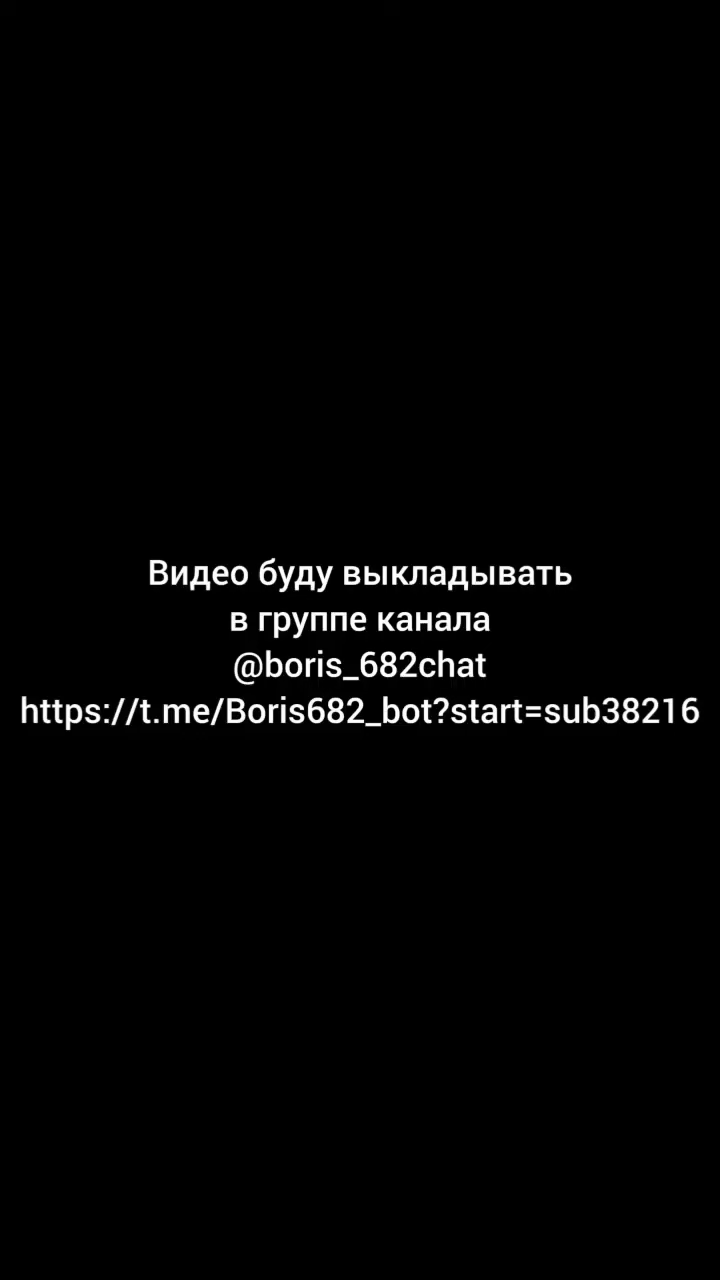 Видео буду выкладывать
в группе канала
@boris_682chat
https://t.me/Boris682_bot?start=sub38216